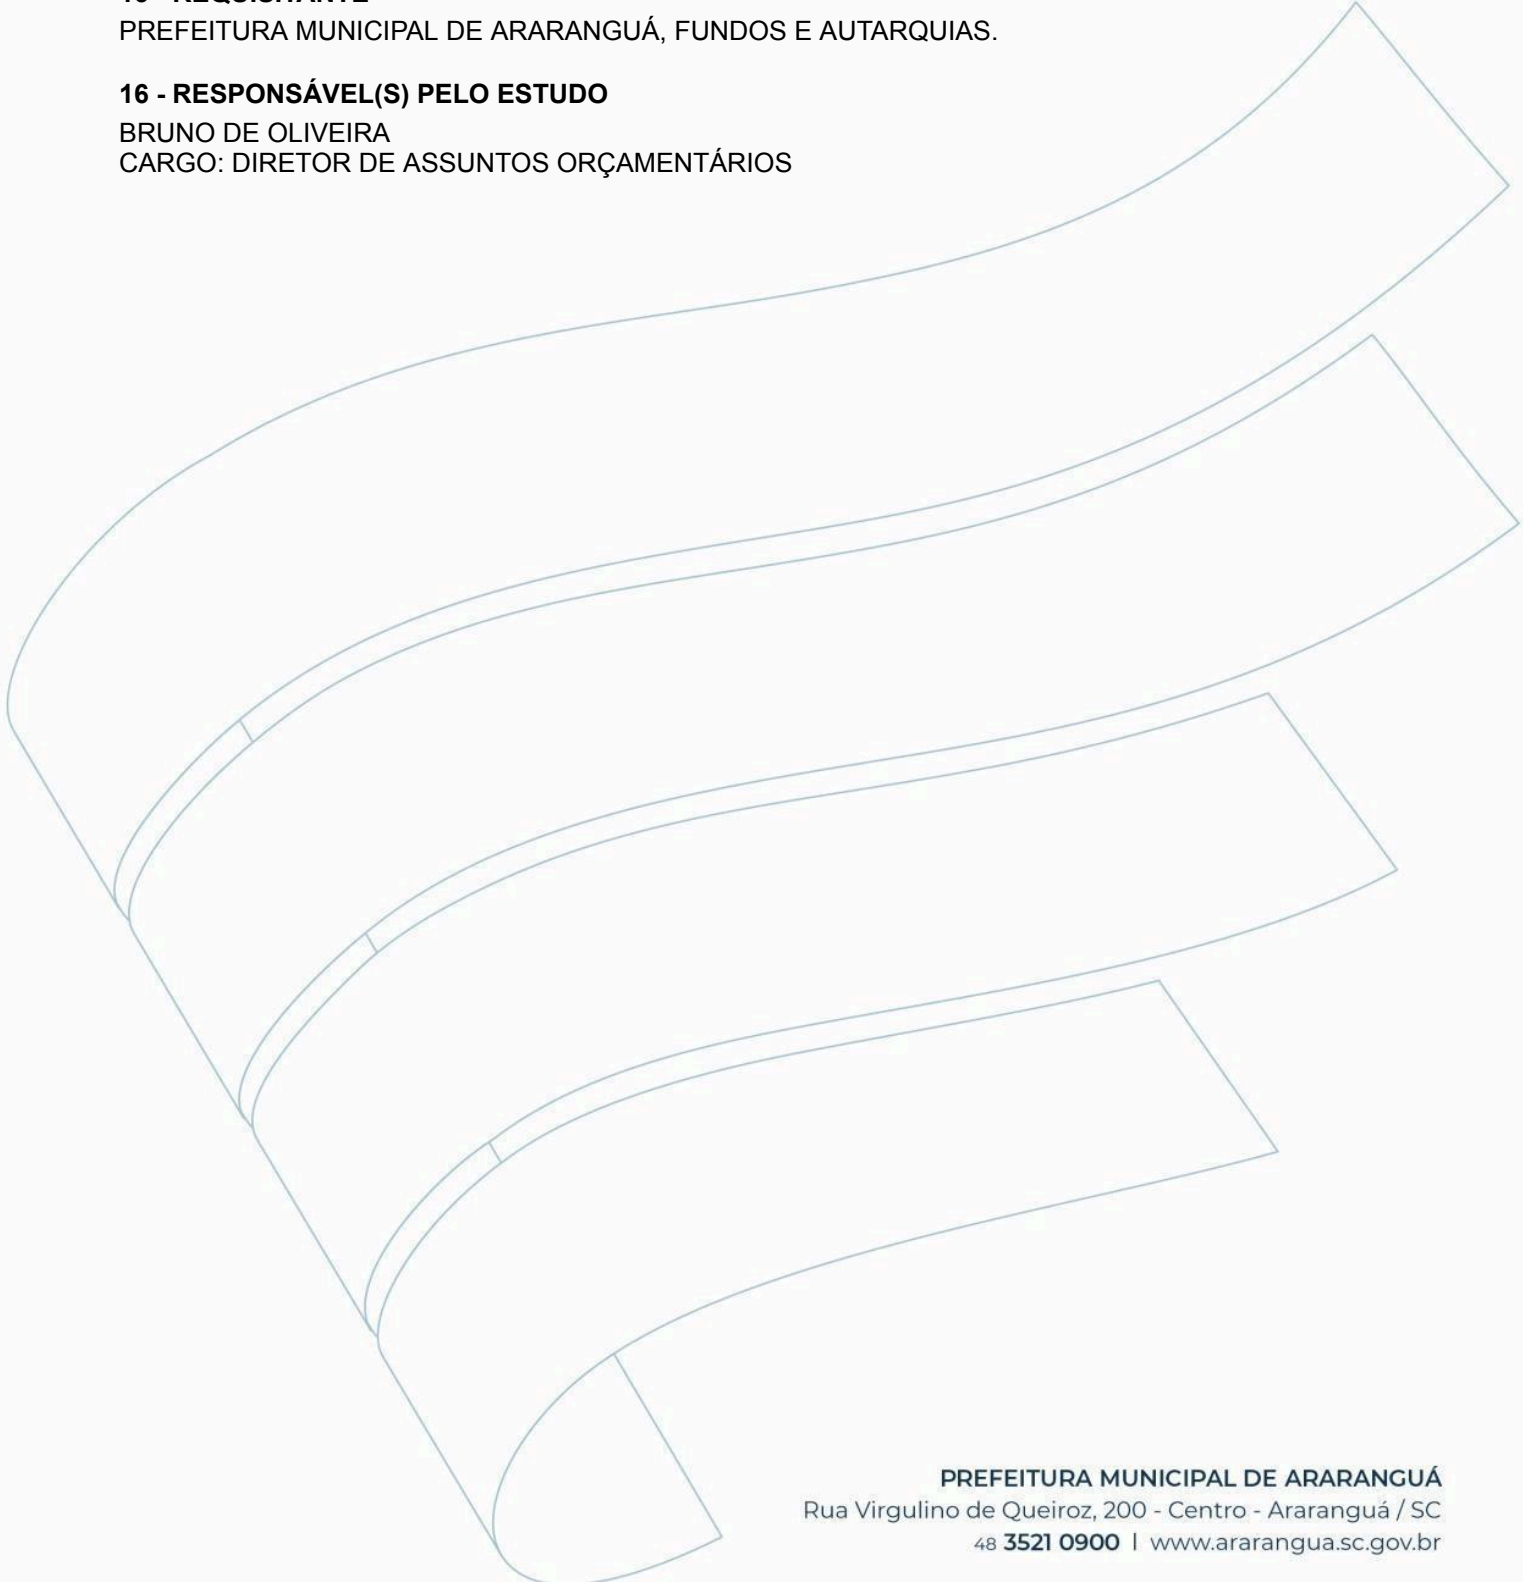 PREFEITURA MUNICIPAL DE ARARANGUÁ, FUNDOS E AUTARQUIAS.
16 - RESPONSÁVEL(S) PELO ESTUDO
BRUNO DE OLIVEIRA
CARGO: DIRETOR DE ASSUNTOS ORÇAMENTÁRIOS
PREFEITURA MUNICIPAL DE ARARANGUÁ
Rua Virgulino de Queiroz, 200 - Centro - Araranguá / SC
48 3521 0900 | www.ararangua.sc.gov.br